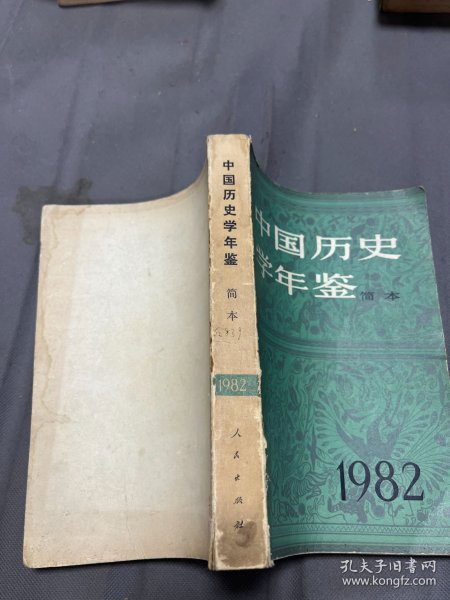 中国历史学年鉴 简本
1982
人民出版社
中国历史
学年鉴 简本
1982
孔夫子旧书网
www.kongfz.com